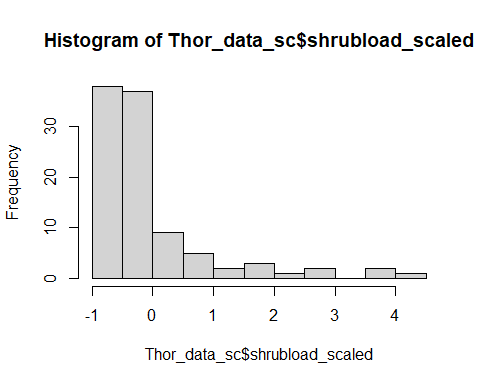 Histogram of Thor_data_sc$shrubload_scaled
Frequency
30
20
10
0
-1 0 1 2 3 4
Thor_data_sc$shrubload_scaled